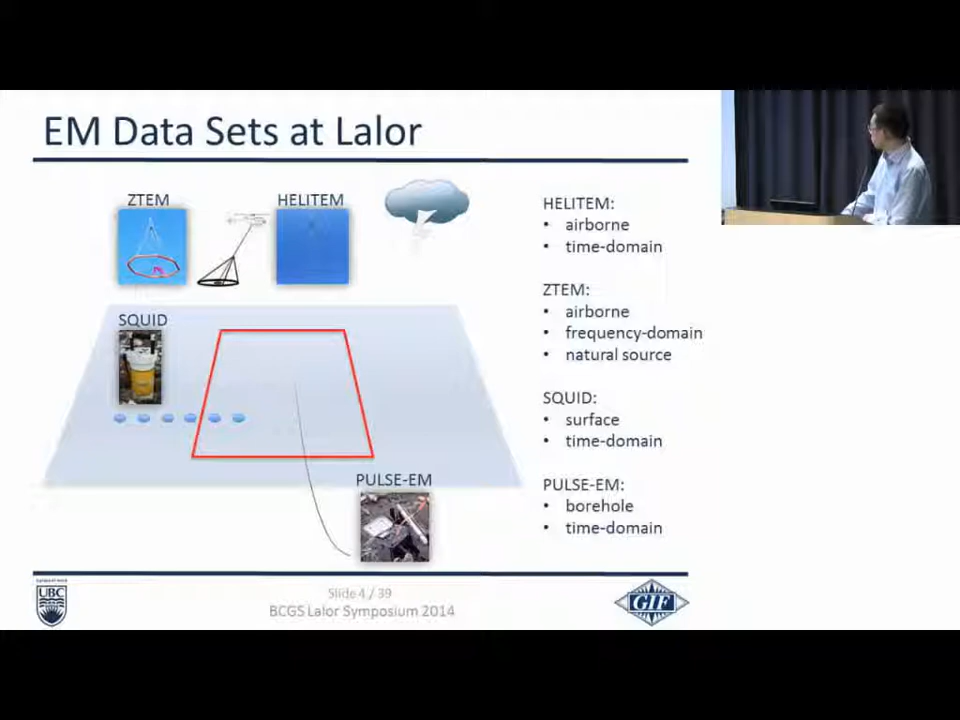 EM Data Sets at Lalor
ZTEM
HELITEM
SQUID
PULSE-EM
HELITEM:
• airborne
• time-domain
ZTEM:
• airborne
• frequency-domain
• natural source
SQUID:
• surface
• time-domain
PULSE-EM:
• borehole
• time-domain
UBC
Slide 4 / 39
BCGS Lalor Symposium 2014
GIF